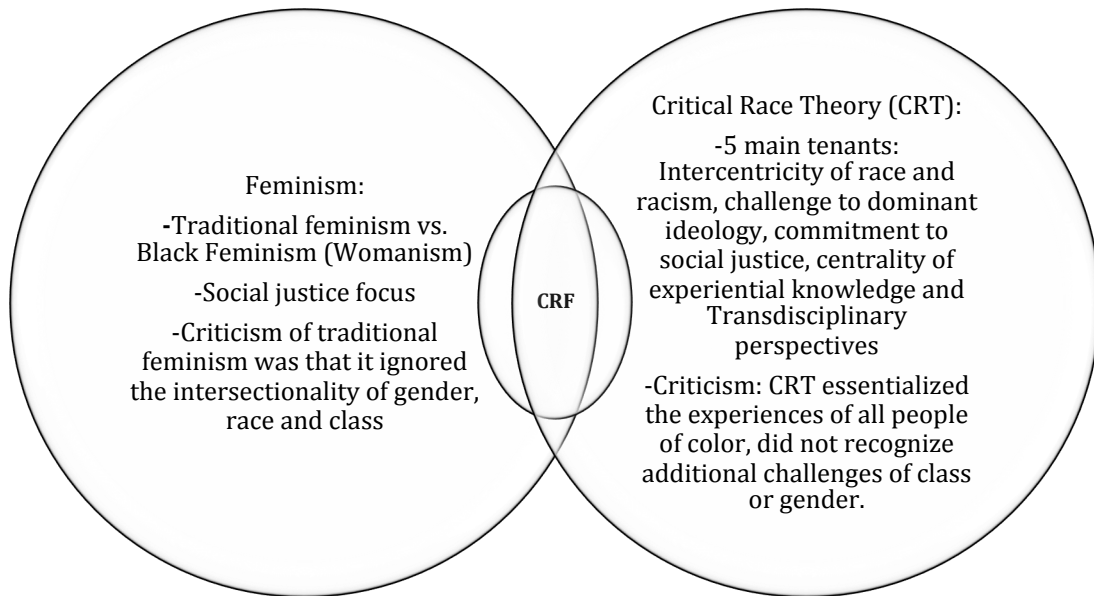 Feminism:
-Traditional feminism vs.
Black Feminism (Womanism)
-Social justice focus
-Criticism of traditional
feminism was that it ignored
the intersectionality of gender,
race and class
CRF
Critical Race Theory (CRT):
-5 main tenants:
Intercentricity of race and
racism, challenge to dominant
ideology, commitment to
social justice, centrality of
experiential knowledge and
Transdisciplinary
perspectives
-Criticism: CRT essentialized
the experiences of all people
of color, did not recognize
additional challenges of class
or gender.